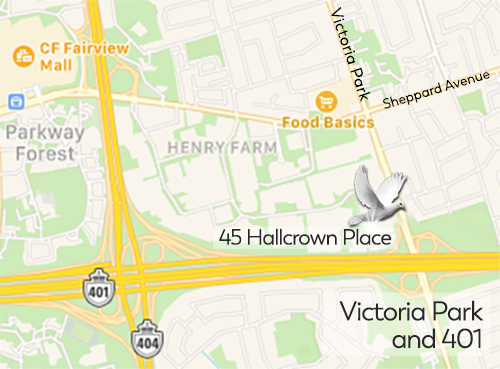 Victoria Park
CF Fairview
Mall
Sheppard Avenue
Food Basics
Parkway
Forest
HENRY FARM
45 Hallcrown Place
401
Victoria Park
and 401
404